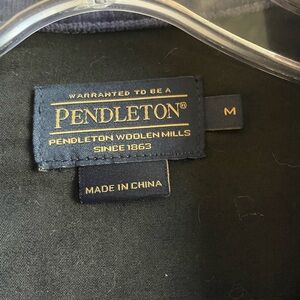 WARRANTED TO BE A
PENDLETON®
PENDLETON WOOLEN MILLS
SINCE 1863
M
MADE IN CHINA